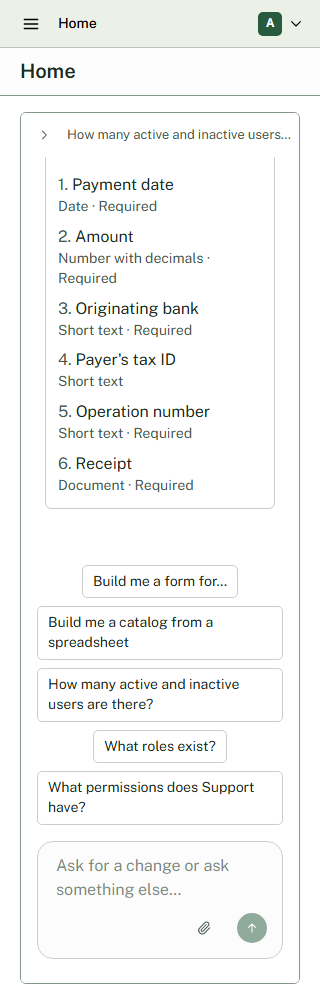 Home
A
Home
How many active and inactive users...
1. Payment date
Date · Required
2. Amount
Number with decimals ·
Required
3. Originating bank
Short text · Required
4. Payer's tax ID
Short text
5. Operation number
Short text · Required
6. Receipt
Document · Required
Build me a form for...
Build me a catalog from a
spreadsheet
How many active and inactive
users are there?
What roles exist?
What permissions does Support
have?
Ask for a change or ask
something else...